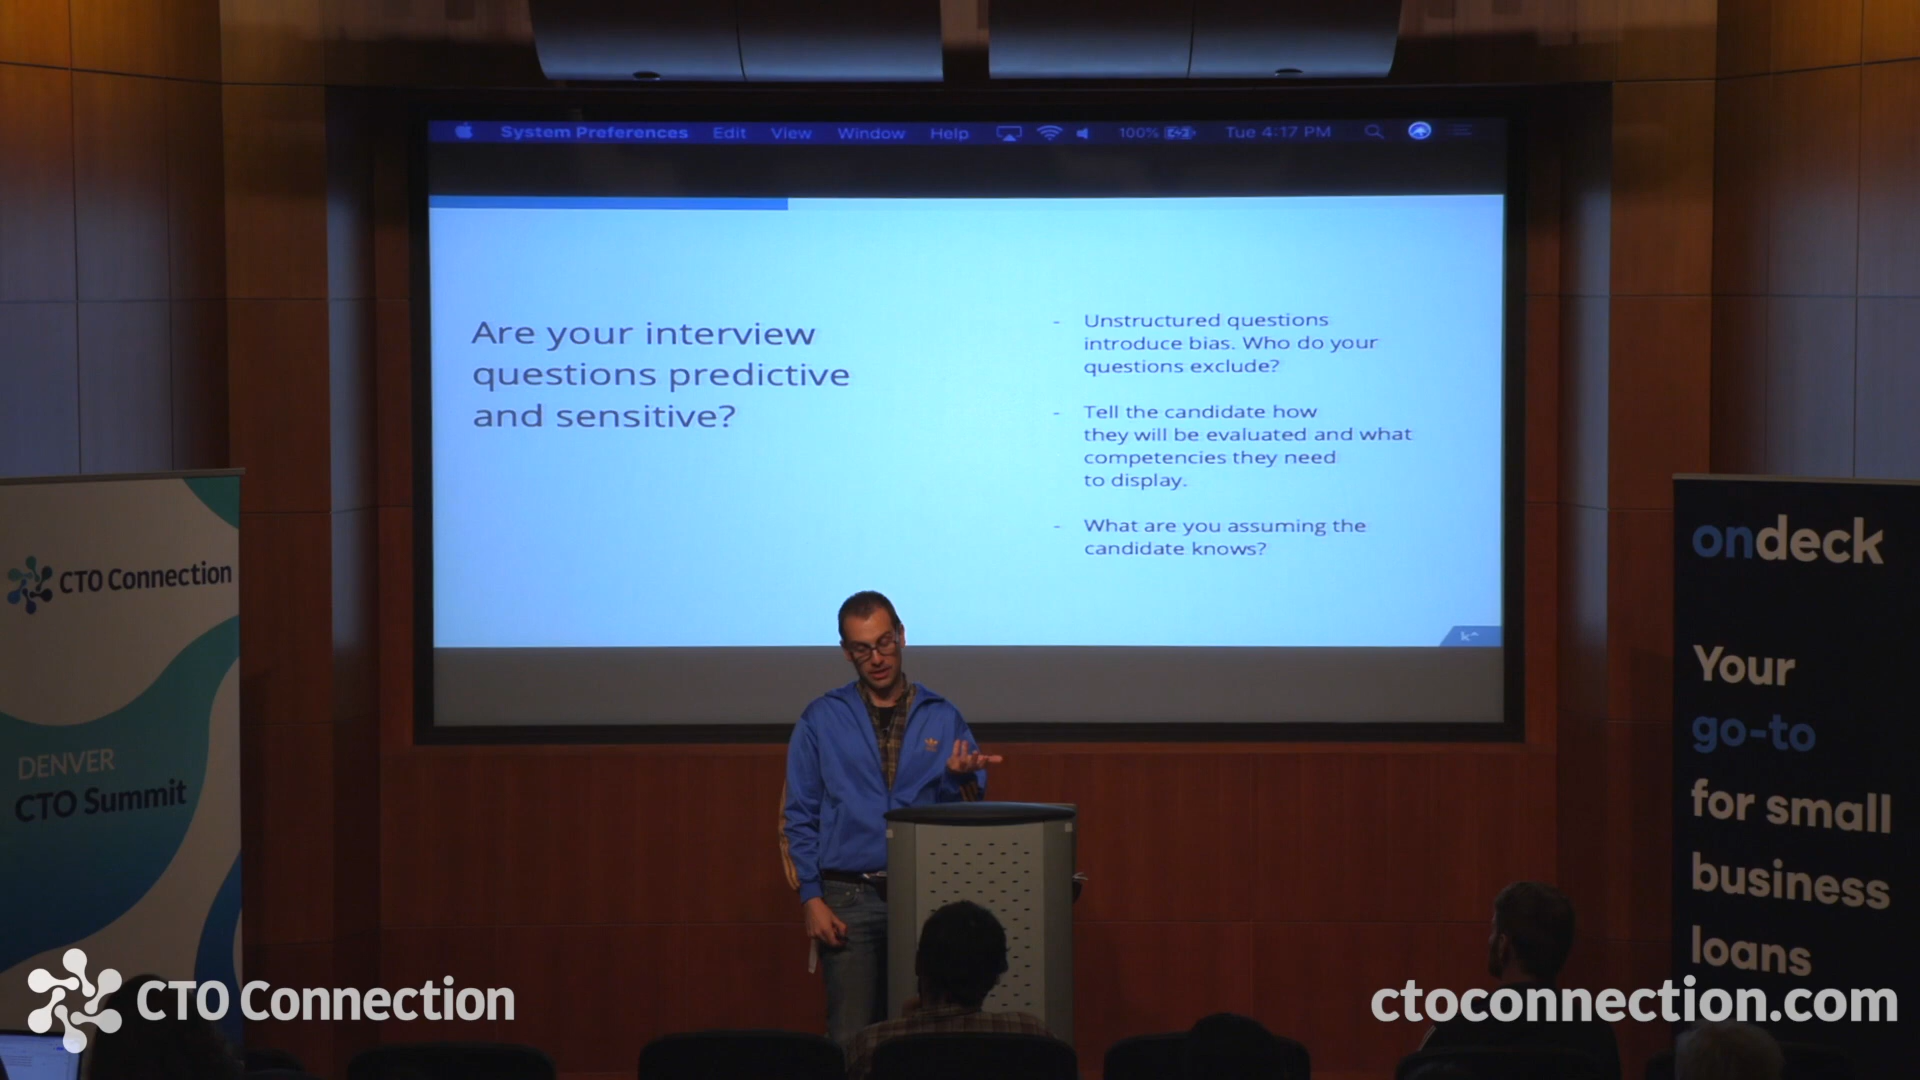 System Preferences Edit View Window Help 100% Tue 4:17 PM
Are your interview
questions predictive
and sensitive?
- Unstructured questions
introduce bias. Who do your
questions exclude?
- Tell the candidate how
they will be evaluated and what
competencies they need
to display.
- What are you assuming the
candidate knows?
k^
CTO Connection
DENVER
CTO Summit
ondeck
Your
go-to
for small
business
loans
CTO Connection
ctoconnection.com